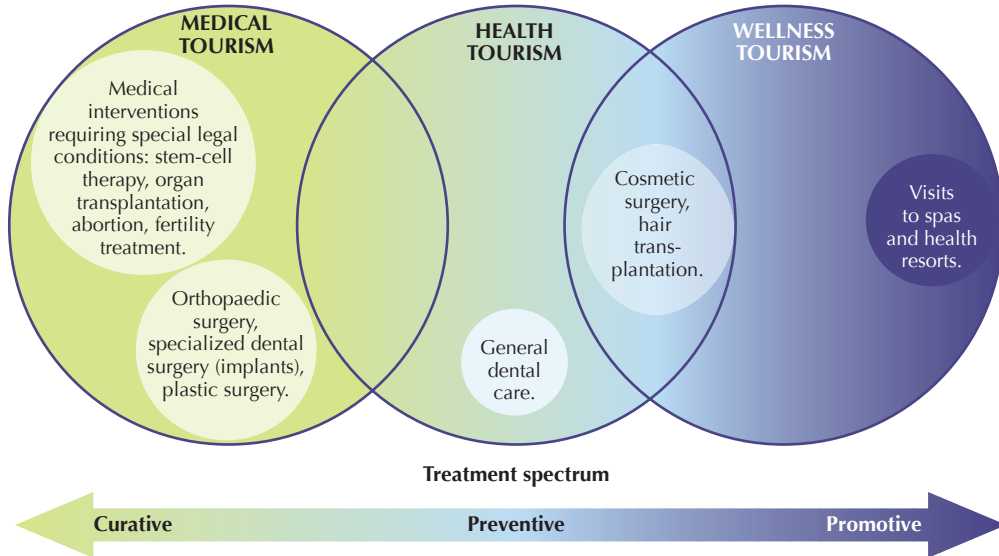 MEDICAL
TOURISM
HEALTH
TOURISM
WELLNESS
TOURISM
Medical
interventions
requiring special legal
conditions: stem-cell
therapy, organ
transplantation,
abortion, fertility
treatment.
Orthopaedic
surgery,
specialized dental
surgery (implants),
plastic surgery.
General
dental
care.
Cosmetic
surgery,
hair
trans-
plantation.
Visits
to spas
and health
resorts.
Treatment spectrum
Curative
Preventive
Promotive